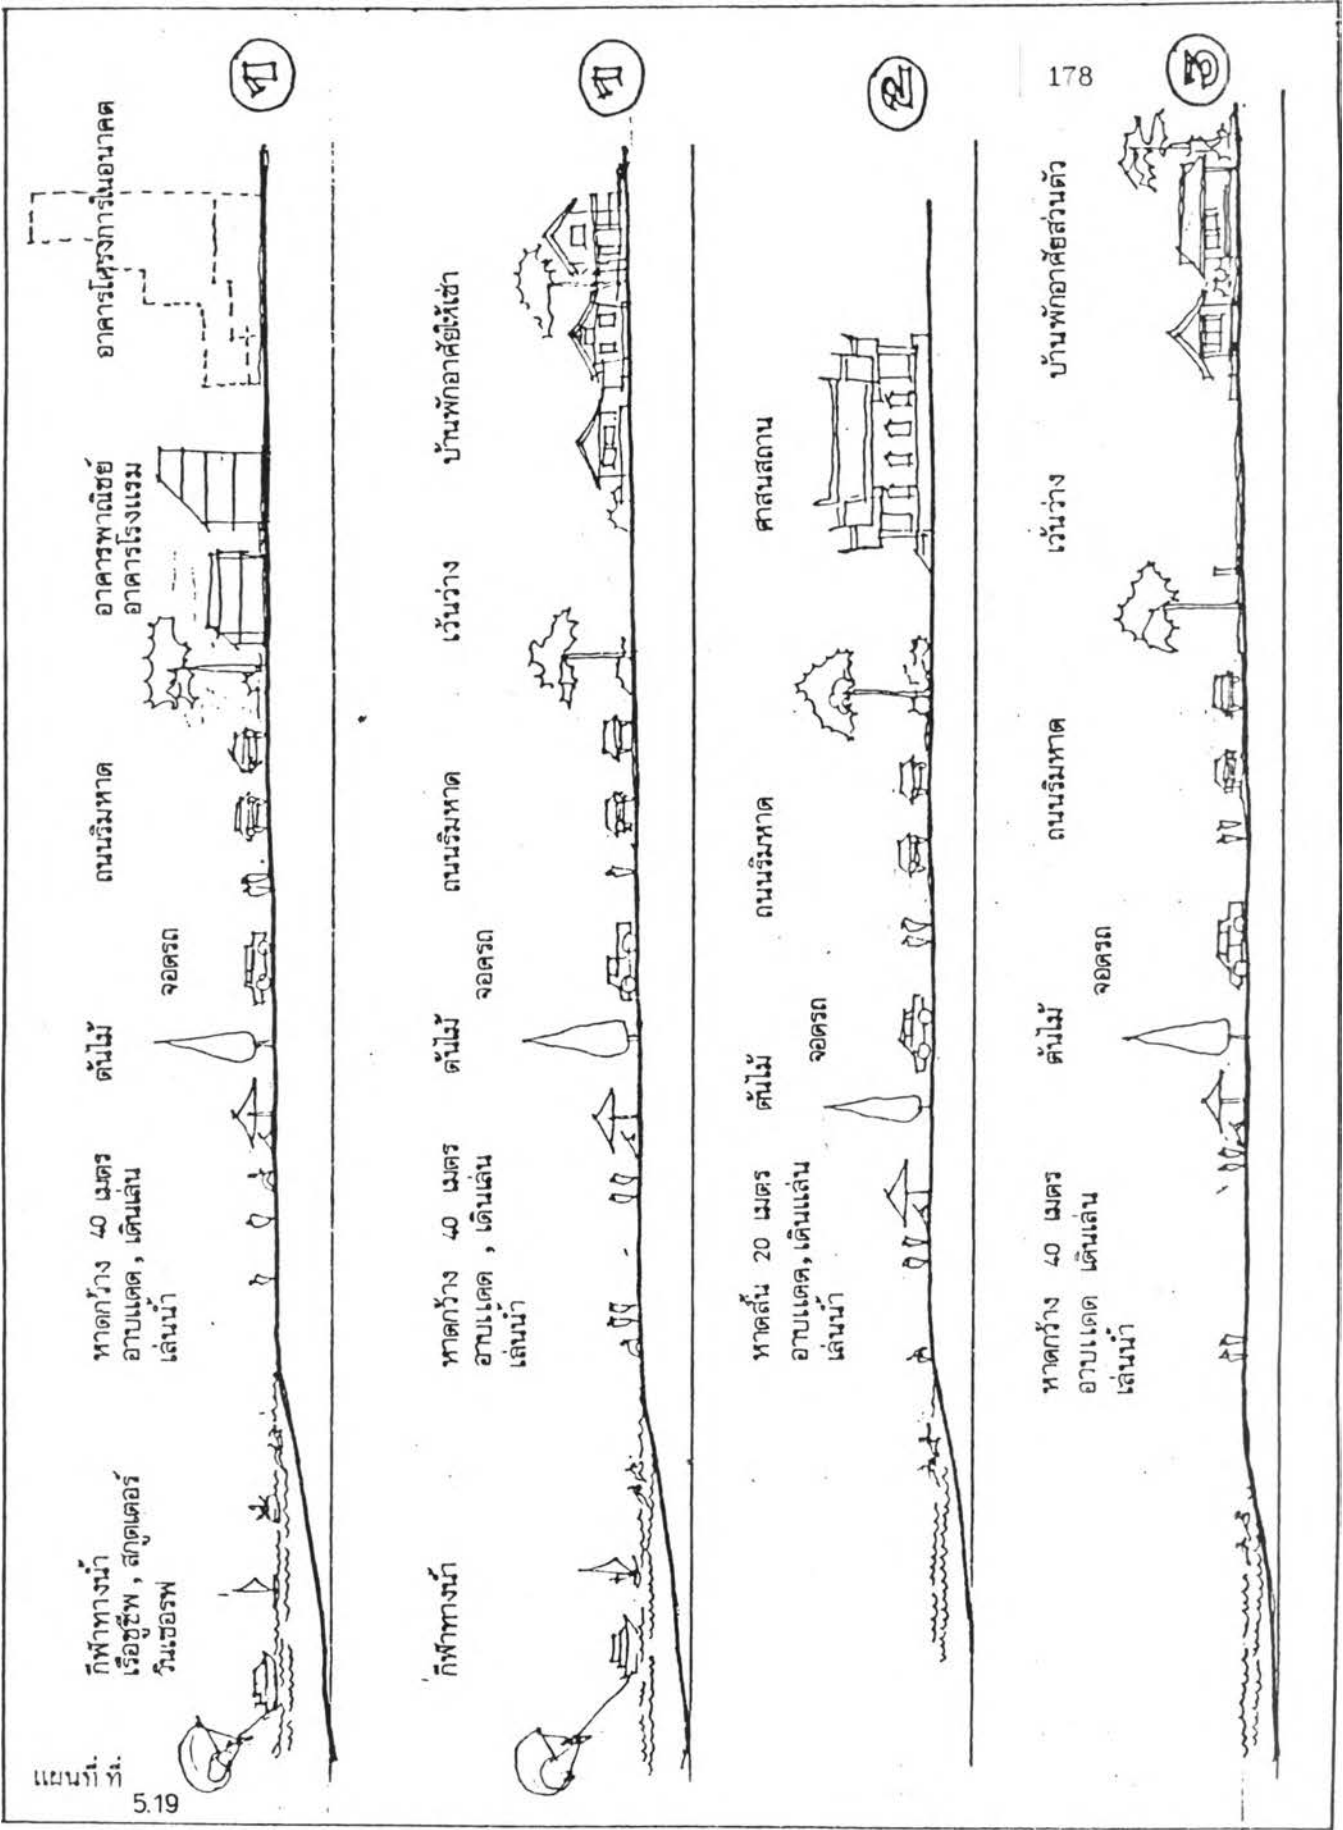 178
แผนที่ ที่.
5.19
กีฬาทางน้ำ
เรือชูชีพ , สกูตเตอร์
วินเซอรฟ
หาดกว้าง 40 เมตร
อาบแดด , เดินเล่น
เล่นน้ำ
ต้นไม้
จอดรถ
ถนนริมหาด
อาคารพาณิชย์
อาคารโรงแรม
อาคารโครงการในอนาคต
๑
กีฬาทางน้ำ
หาดกว้าง 40 เมตร
อาบแดด , เดินเล่น
เล่นน้ำ
ต้นไม้
จอดรถ
ถนนริมหาด
เว้นว่าง
บ้านพักอาศัยให้เช่า
๑
หาดสั้น 20 เมตร
อาบแดด, เดินเล่น
เล่นน้ำ
ต้นไม้
จอดรถ
ถนนริมหาด
ศาสนสถาน
2
หาดกว้าง 40 เมตร
อาบแดด เดินเล่น
เล่นน้ำ
ต้นไม้
จอดรถ
ถนนริมหาด
เว้นว่าง
บ้านพักอาศัยส่วนตัว
3